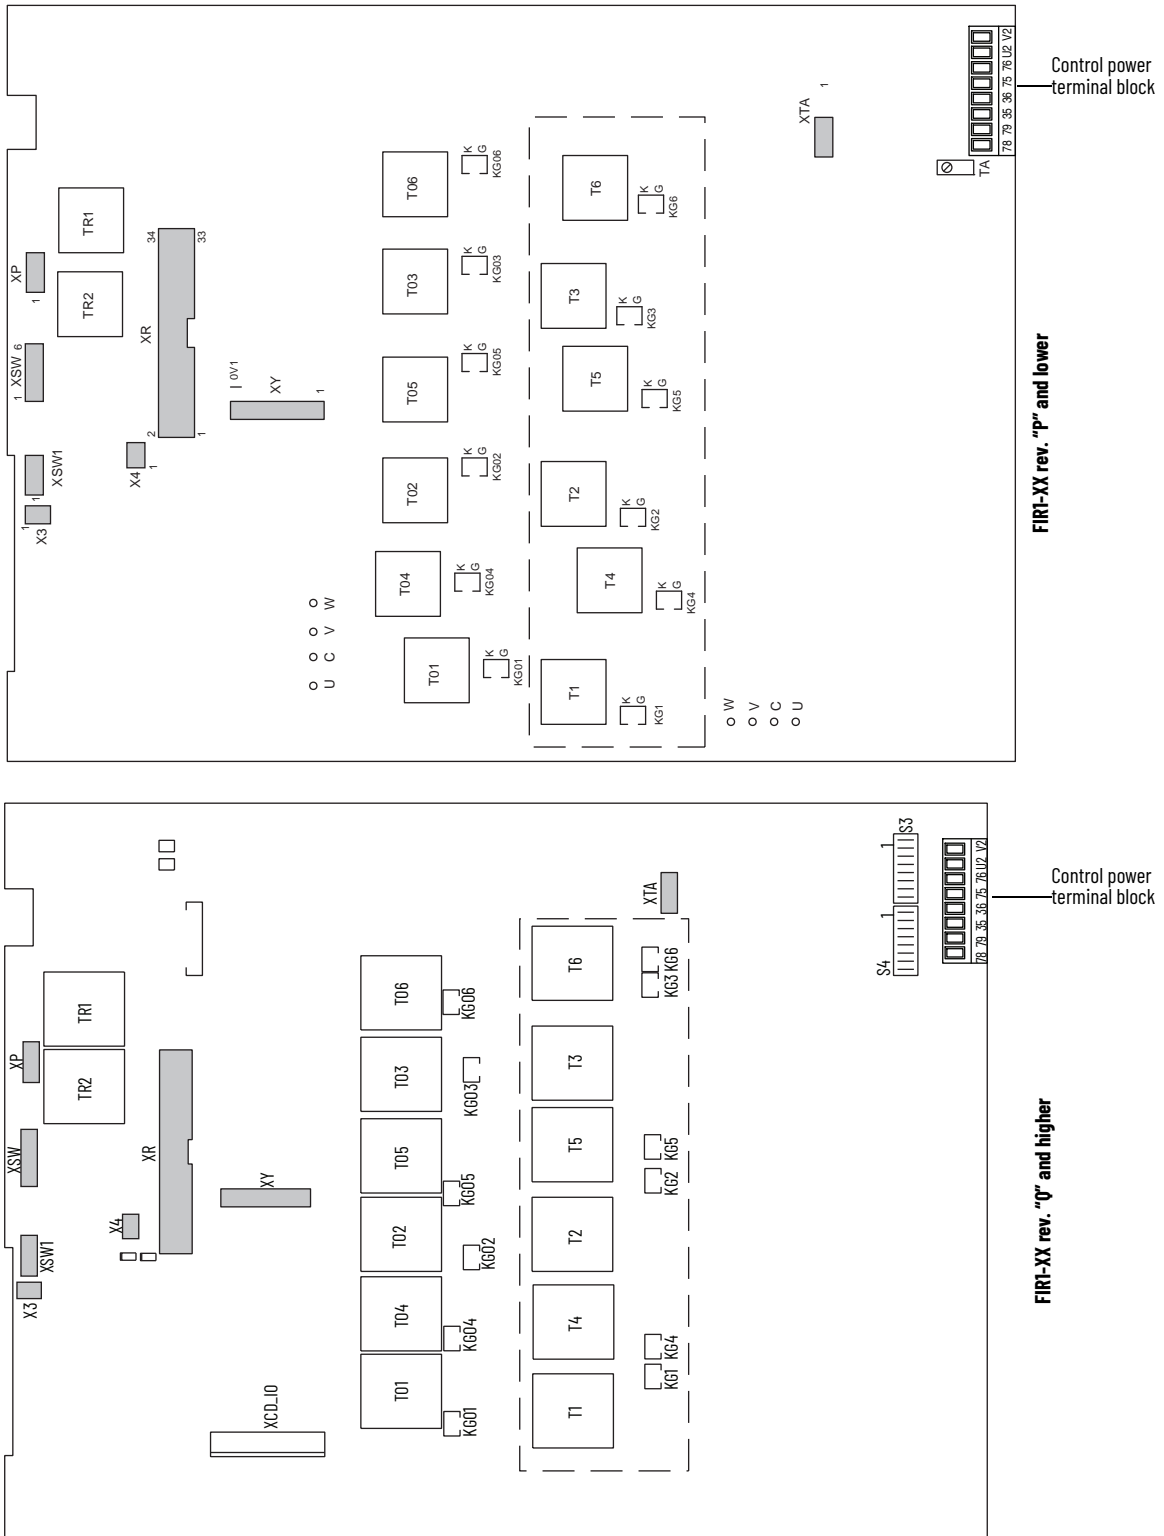 XP
1
TR1
TR2
XSW
1
6
XR
34
33
2
1
XSW1
1
X3
1
X4
1
0V1
XY
1
U
C
V
W
T06
K
G
KG06
T03
K
G
KG03
T05
K
G
KG05
T02
K
G
KG02
T04
K
G
KG04
T01
K
G
KG01
T6
K
G
KG6
T3
K
G
KG3
T5
K
G
KG5
T2
K
G
KG2
T4
K
G
KG4
T1
K
G
KG1
W
V
C
U
XTA
1
TA
78 79 35 36 75 76 U2 V2
Control power
terminal block
FIR1-XX rev. “P” and lower
XP
TR1
TR2
XSW
XR
XSW1
X3
X4
XY
XCD_IO
T06
KG06
T03
KG03
T05
KG05
T02
KG02
T04
KG04
T01
KG01
T6
KG6
T3
KG3
T5
KG5
T2
KG2
T4
KG4
T1
KG1
XTA
S3
1
S4
1
78 79 35 36 75 76 U2 V2
Control power
terminal block
FIR1-XX rev. “Q” and higher